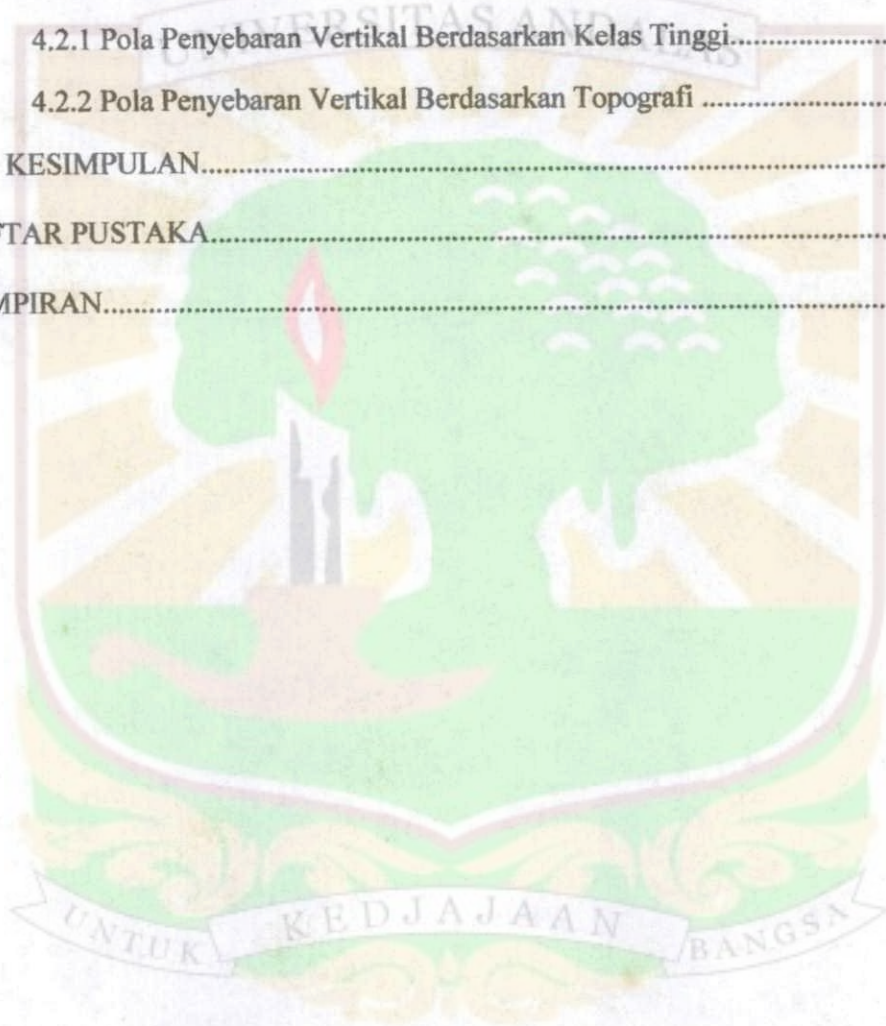 UNIVERSITAS ANDALAS
4.2.1 Pola Penyebaran Vertikal Berdasarkan Kelas Tinggi..................
4.2.2 Pola Penyebaran Vertikal Berdasarkan Topografi ......................
KESIMPULAN......................................................................
TAR PUSTAKA.....................................................................
MPIRAN..........................................................................
UNTUK KEDJAJAAN BANGSA